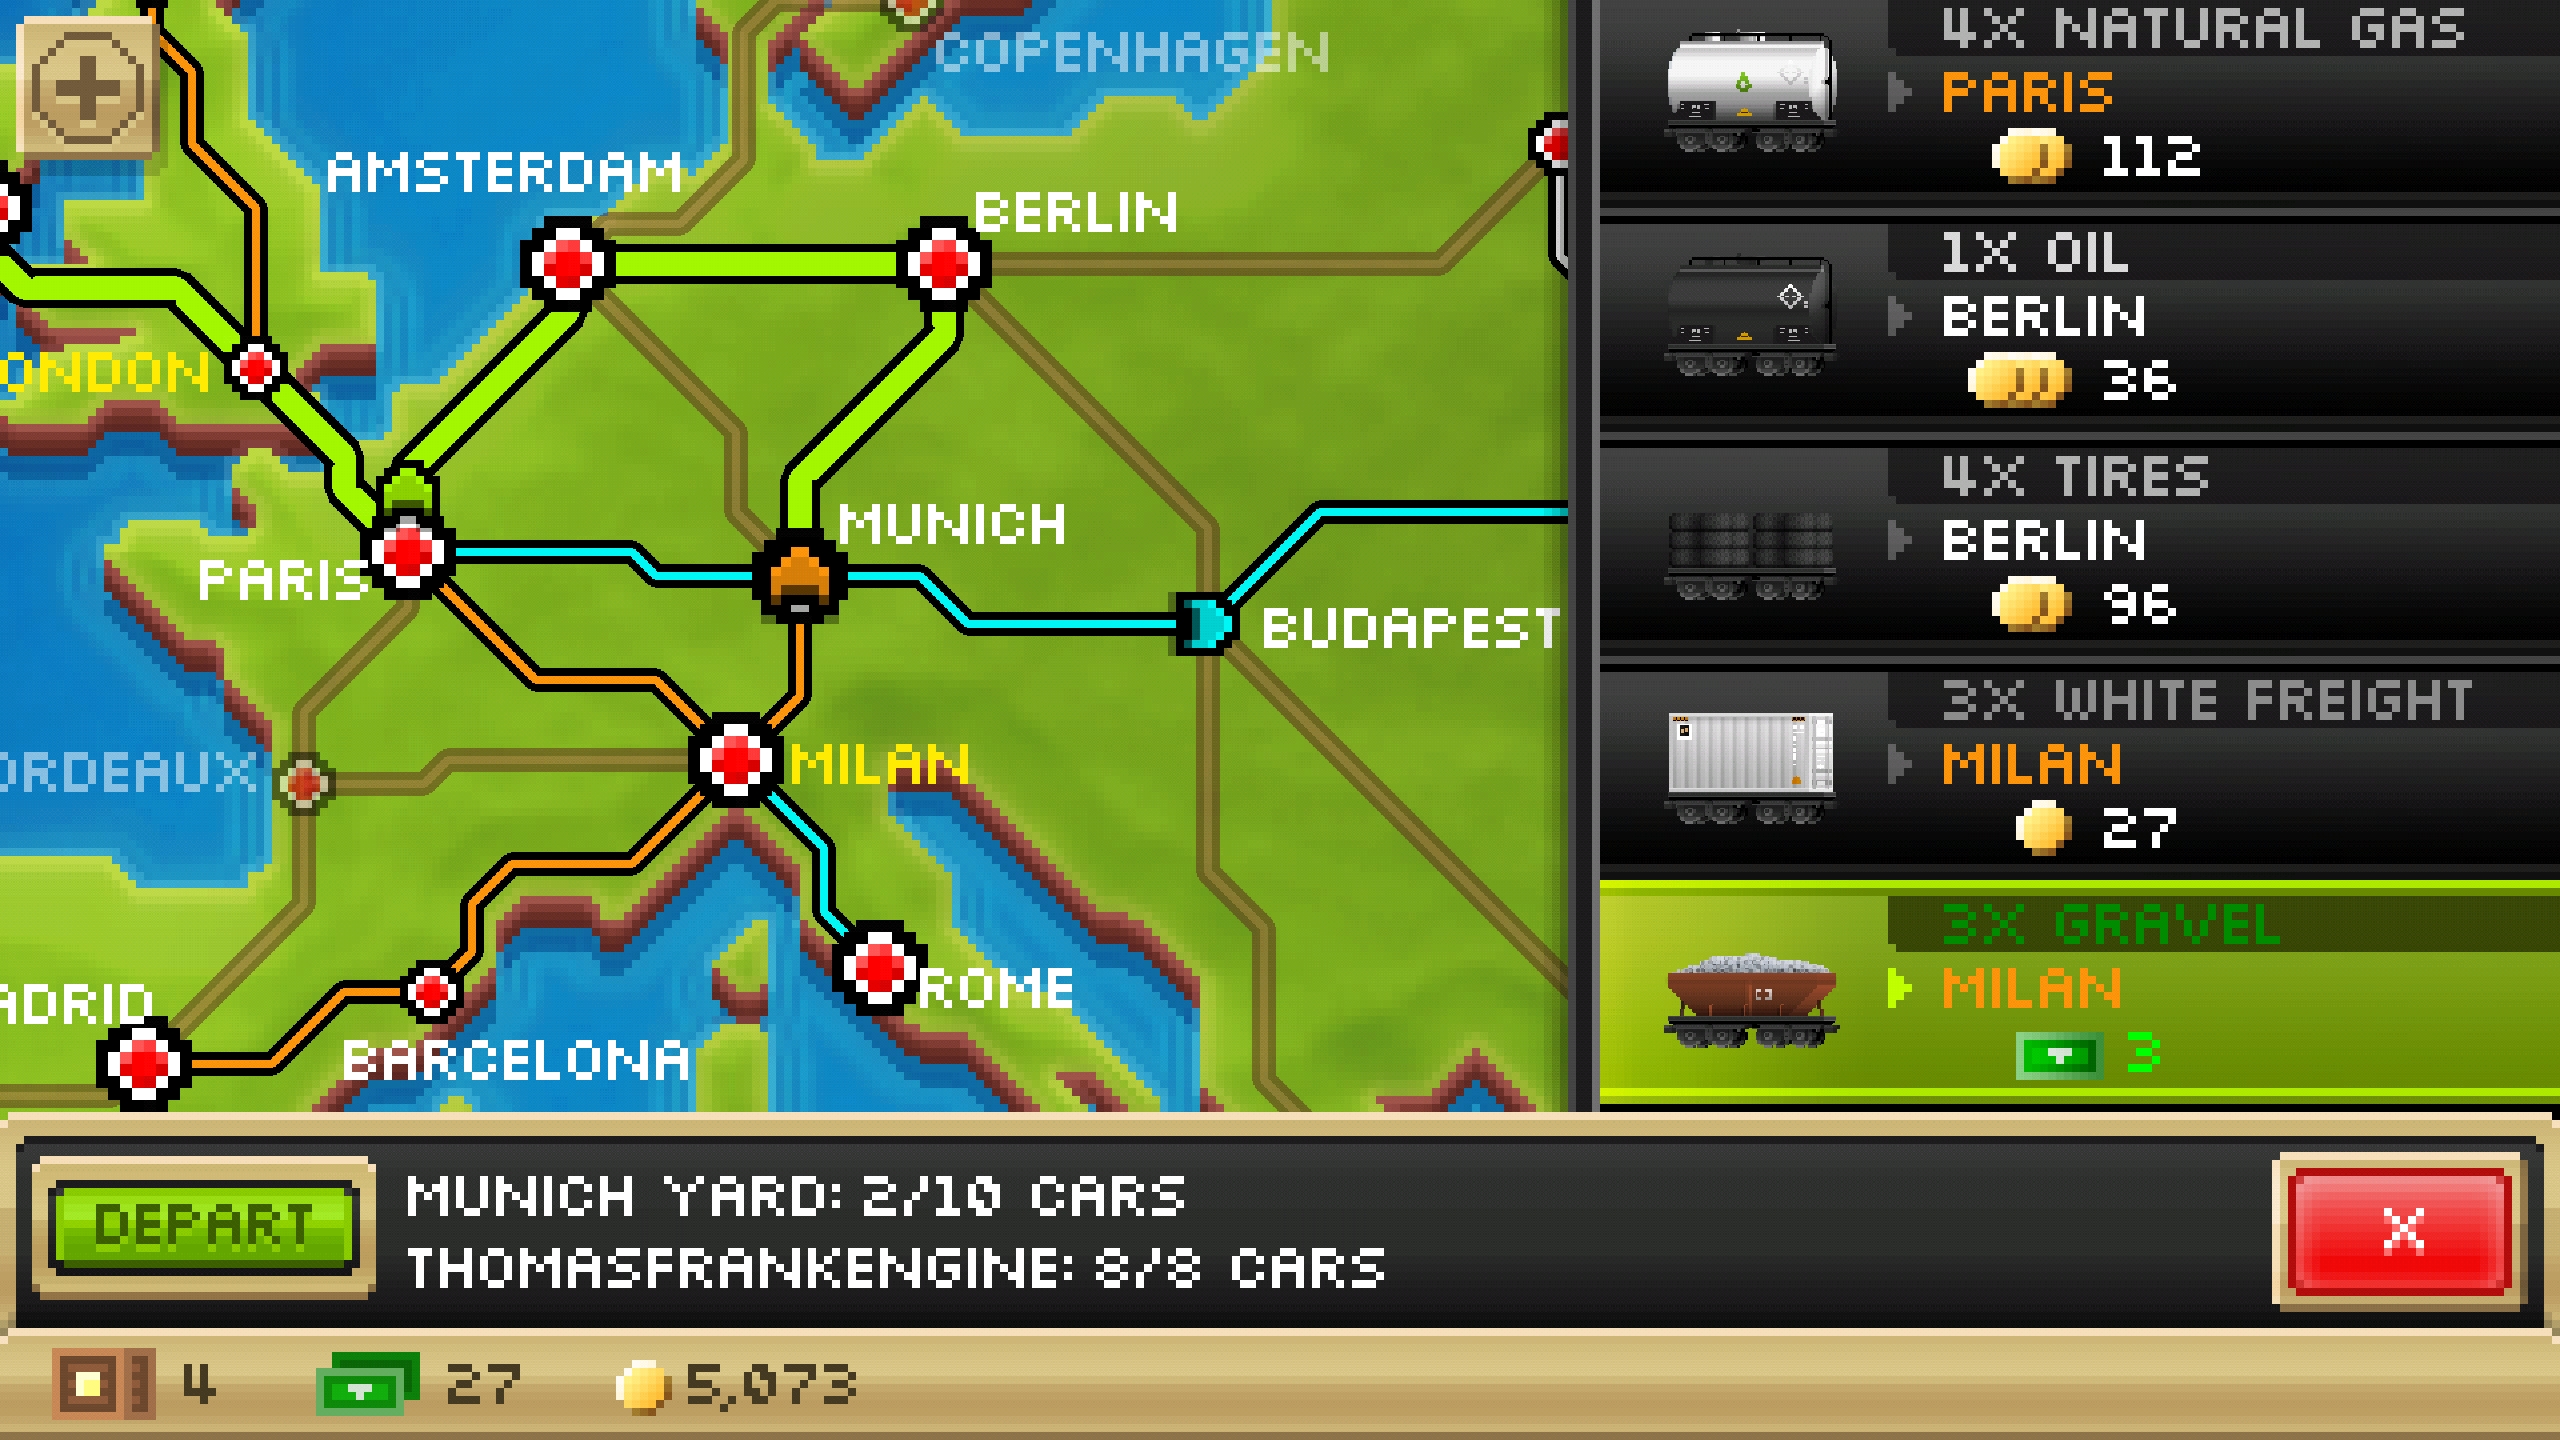 COPENHAGEN
AMSTERDAM
BERLIN
ONDON
MUNICH
PARIS
BUDAPEST
ORDEAUX
MILAN
ADRID
ROME
BARCELONA
4X NATURAL GAS
PARIS
112
1X OIL
BERLIN
36
4X TIRES
BERLIN
96
3X WHITE FREIGHT
MILAN
27
3X GRAVEL
MILAN
3
DEPART
MUNICH YARD: 2/10 CARS
THOMASFRANKENGINE: 8/8 CARS
X
4
27
5,073